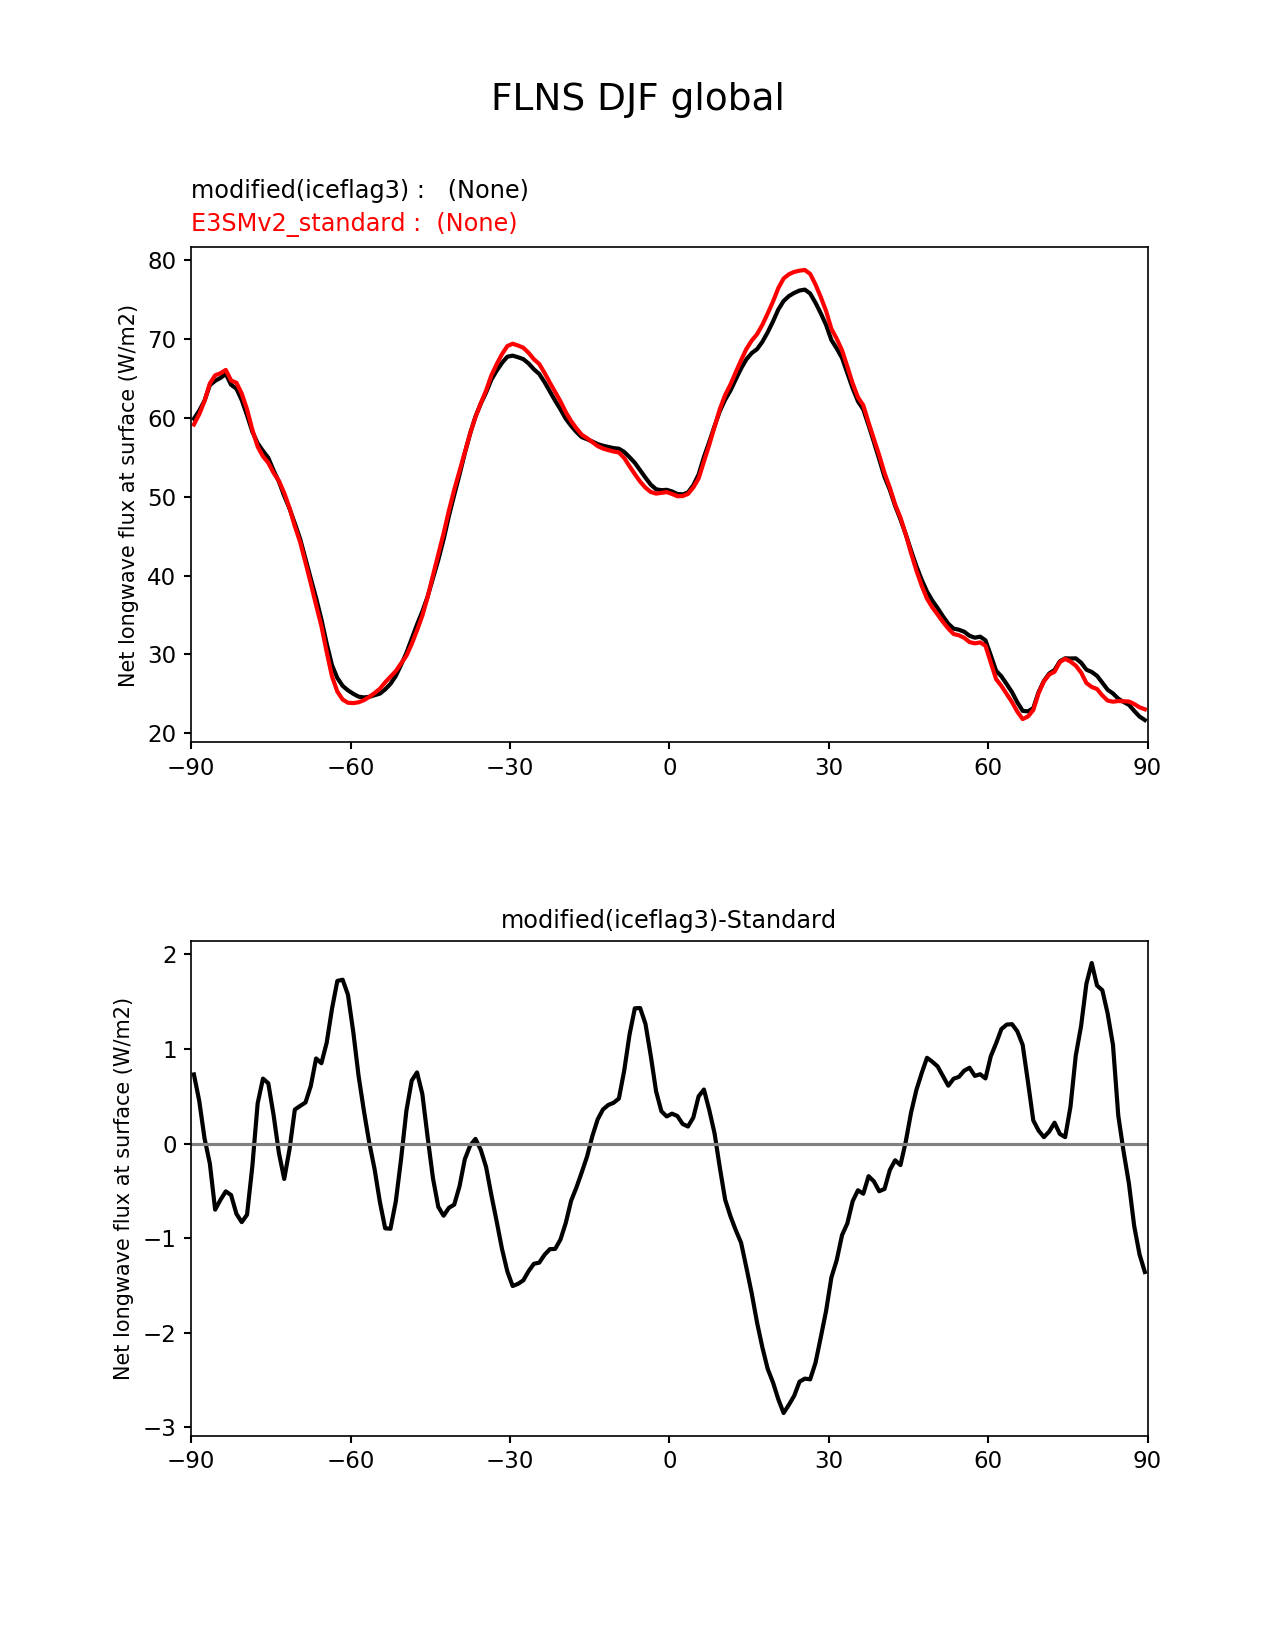 FLNS DJF global
modified(iceflag3) :   (None)
E3SMv2_standard :  (None)
Net longwave flux at surface (W/m2)
80
70
60
50
40
30
20
−90 −60 −30 0 30 60 90
modified(iceflag3)-Standard
Net longwave flux at surface (W/m2)
2
1
0
−1
−2
−3
−90 −60 −30 0 30 60 90